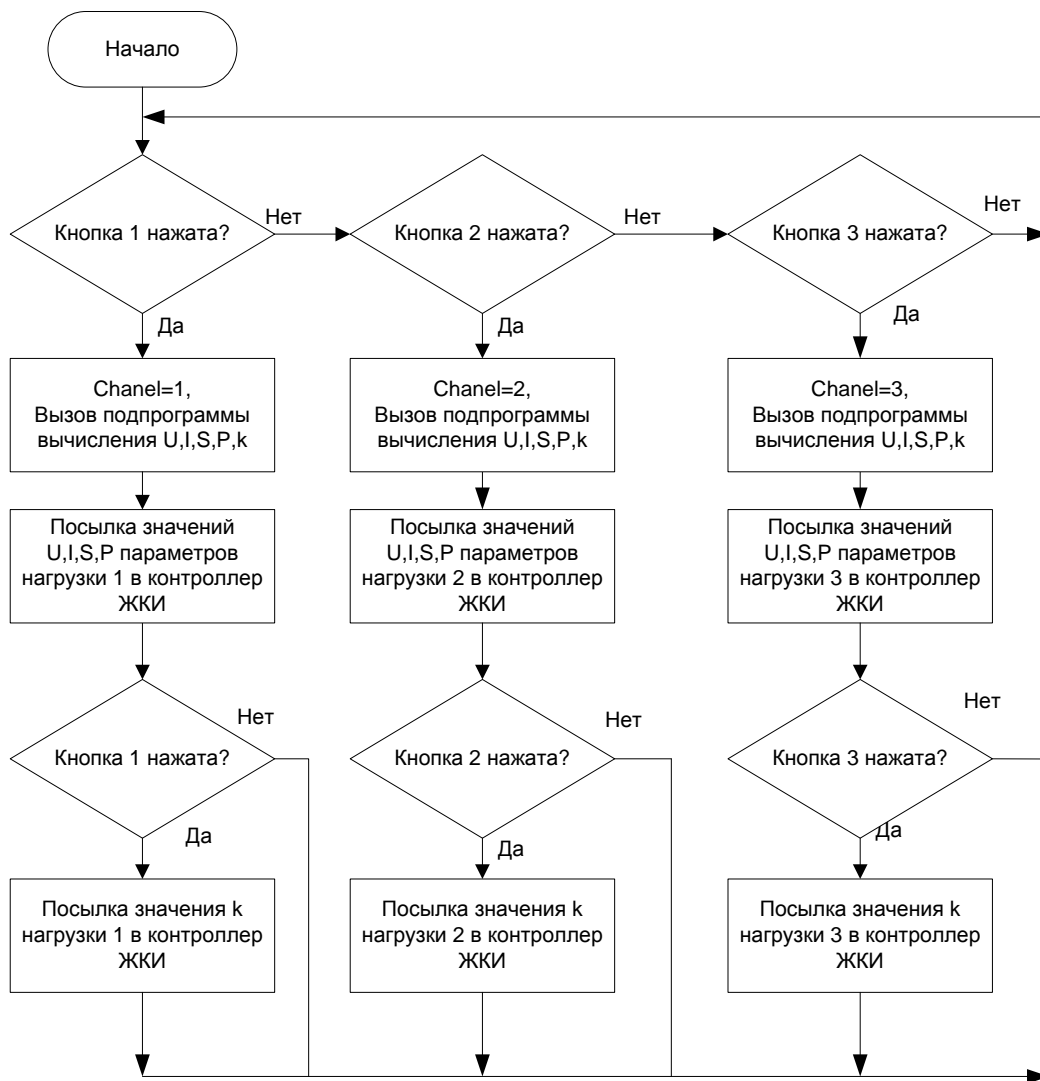 Начало
Кнопка 1 нажата?
Нет
Кнопка 2 нажата?
Нет
Кнопка 3 нажата?
Нет
Да
Да
Да
Chanel=1,
Вызов подпрограммы
вычисления U,I,S,P,k
Chanel=2,
Вызов подпрограммы
вычисления U,I,S,P,k
Chanel=3,
Вызов подпрограммы
вычисления U,I,S,P,k
Посылка значений
U,I,S,P параметров
нагрузки 1 в контроллер
ЖКИ
Посылка значений
U,I,S,P параметров
нагрузки 2 в контроллер
ЖКИ
Посылка значений
U,I,S,P параметров
нагрузки 3 в контроллер
ЖКИ
Кнопка 1 нажата?
Нет
Кнопка 2 нажата?
Нет
Кнопка 3 нажата?
Нет
Да
Да
Да
Посылка значения k
нагрузки 1 в контроллер
ЖКИ
Посылка значения k
нагрузки 2 в контроллер
ЖКИ
Посылка значения k
нагрузки 3 в контроллер
ЖКИ